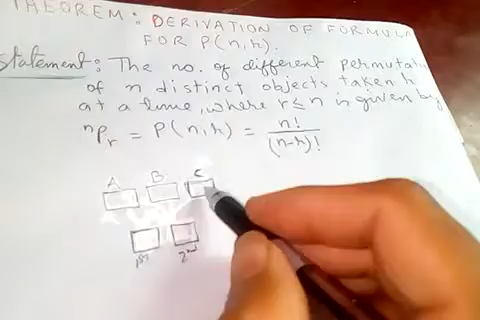 THEOREM: DERIVATION OF FORMULA
FOR P(n,r).
Statement: The no. of different permutat
of n distinct objects taken r
at a time, where r ≤ n is given by
ⁿPᵣ = P(n,r) = n!/(n-r)!
A B C
1st 2nd